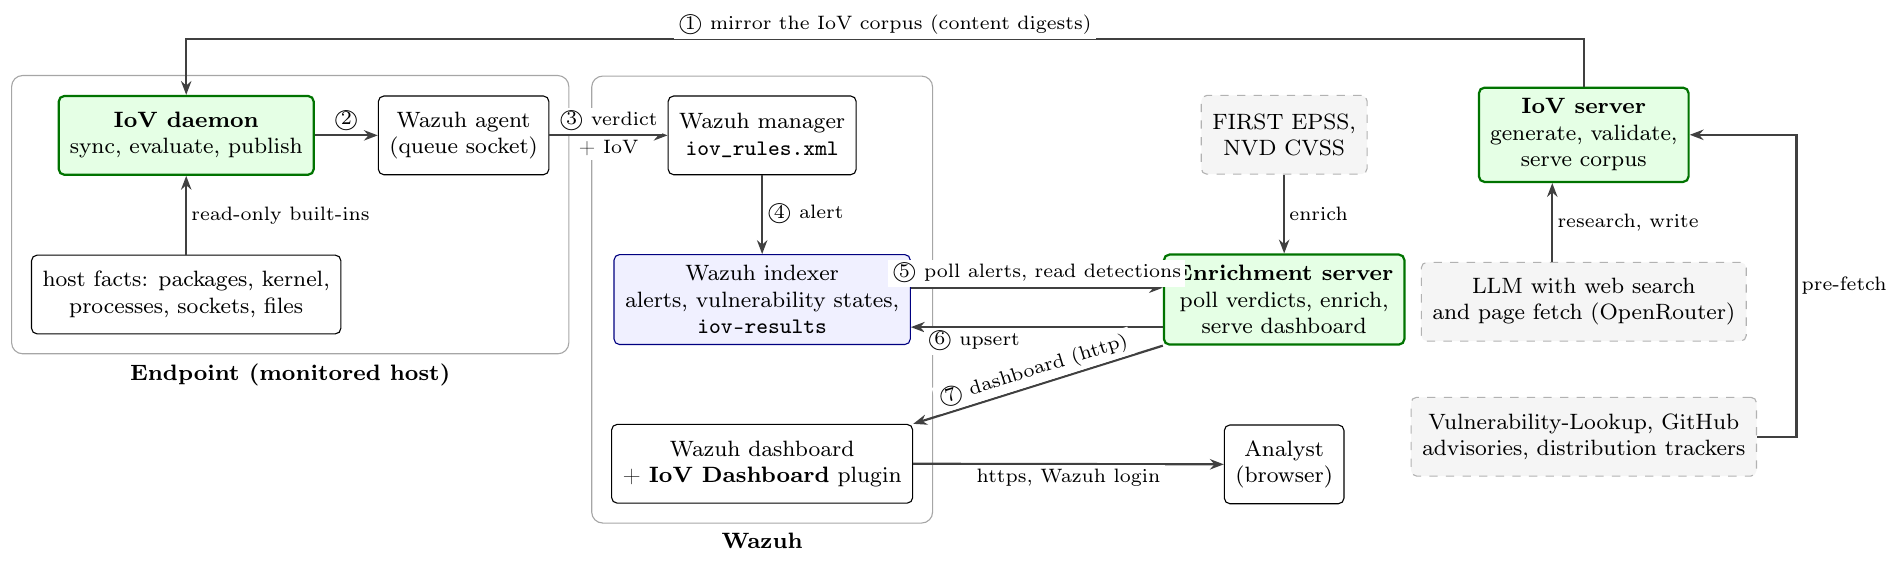 ① mirror the IoV corpus (content digests)
IoV daemon
sync, evaluate, publish
②
Wazuh agent
(queue socket)
③ verdict
+ IoV
Wazuh manager
iov_rules.xml
FIRST EPSS,
NVD CVSS
IoV server
generate, validate,
serve corpus
read-only built-ins
④ alert
enrich
research, write
host facts: packages, kernel,
processes, sockets, files
Wazuh indexer
alerts, vulnerability states,
iov-results
⑤ poll alerts, read detections
Enrichment server
poll verdicts, enrich,
serve dashboard
LLM with web search
and page fetch (OpenRouter)
pre-fetch
⑥ upsert
⑦ dashboard (http)
Endpoint (monitored host)
Wazuh dashboard
+ IoV Dashboard plugin
https, Wazuh login
Analyst
(browser)
Vulnerability-Lookup, GitHub
advisories, distribution trackers
Wazuh